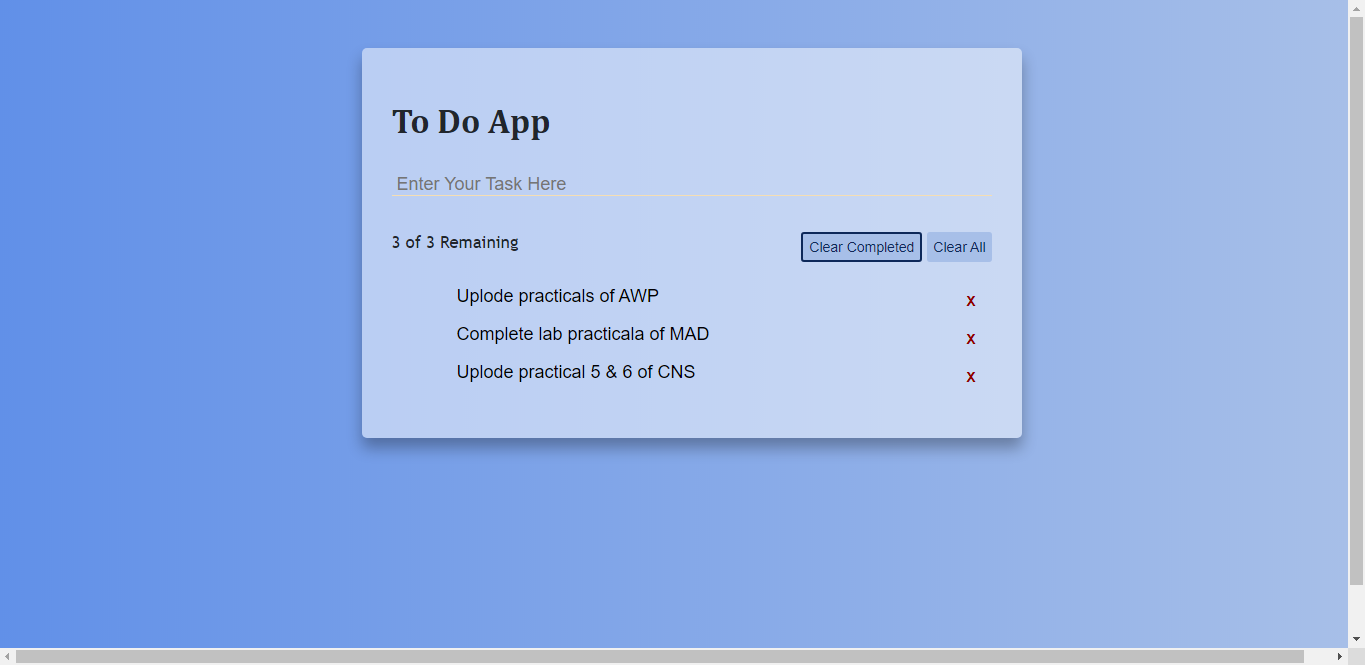 To Do App
Enter Your Task Here
3 of 3 Remaining Clear Completed Clear All
Uplode practicals of AWP x
Complete lab practicala of MAD x
Uplode practical 5 & 6 of CNS x